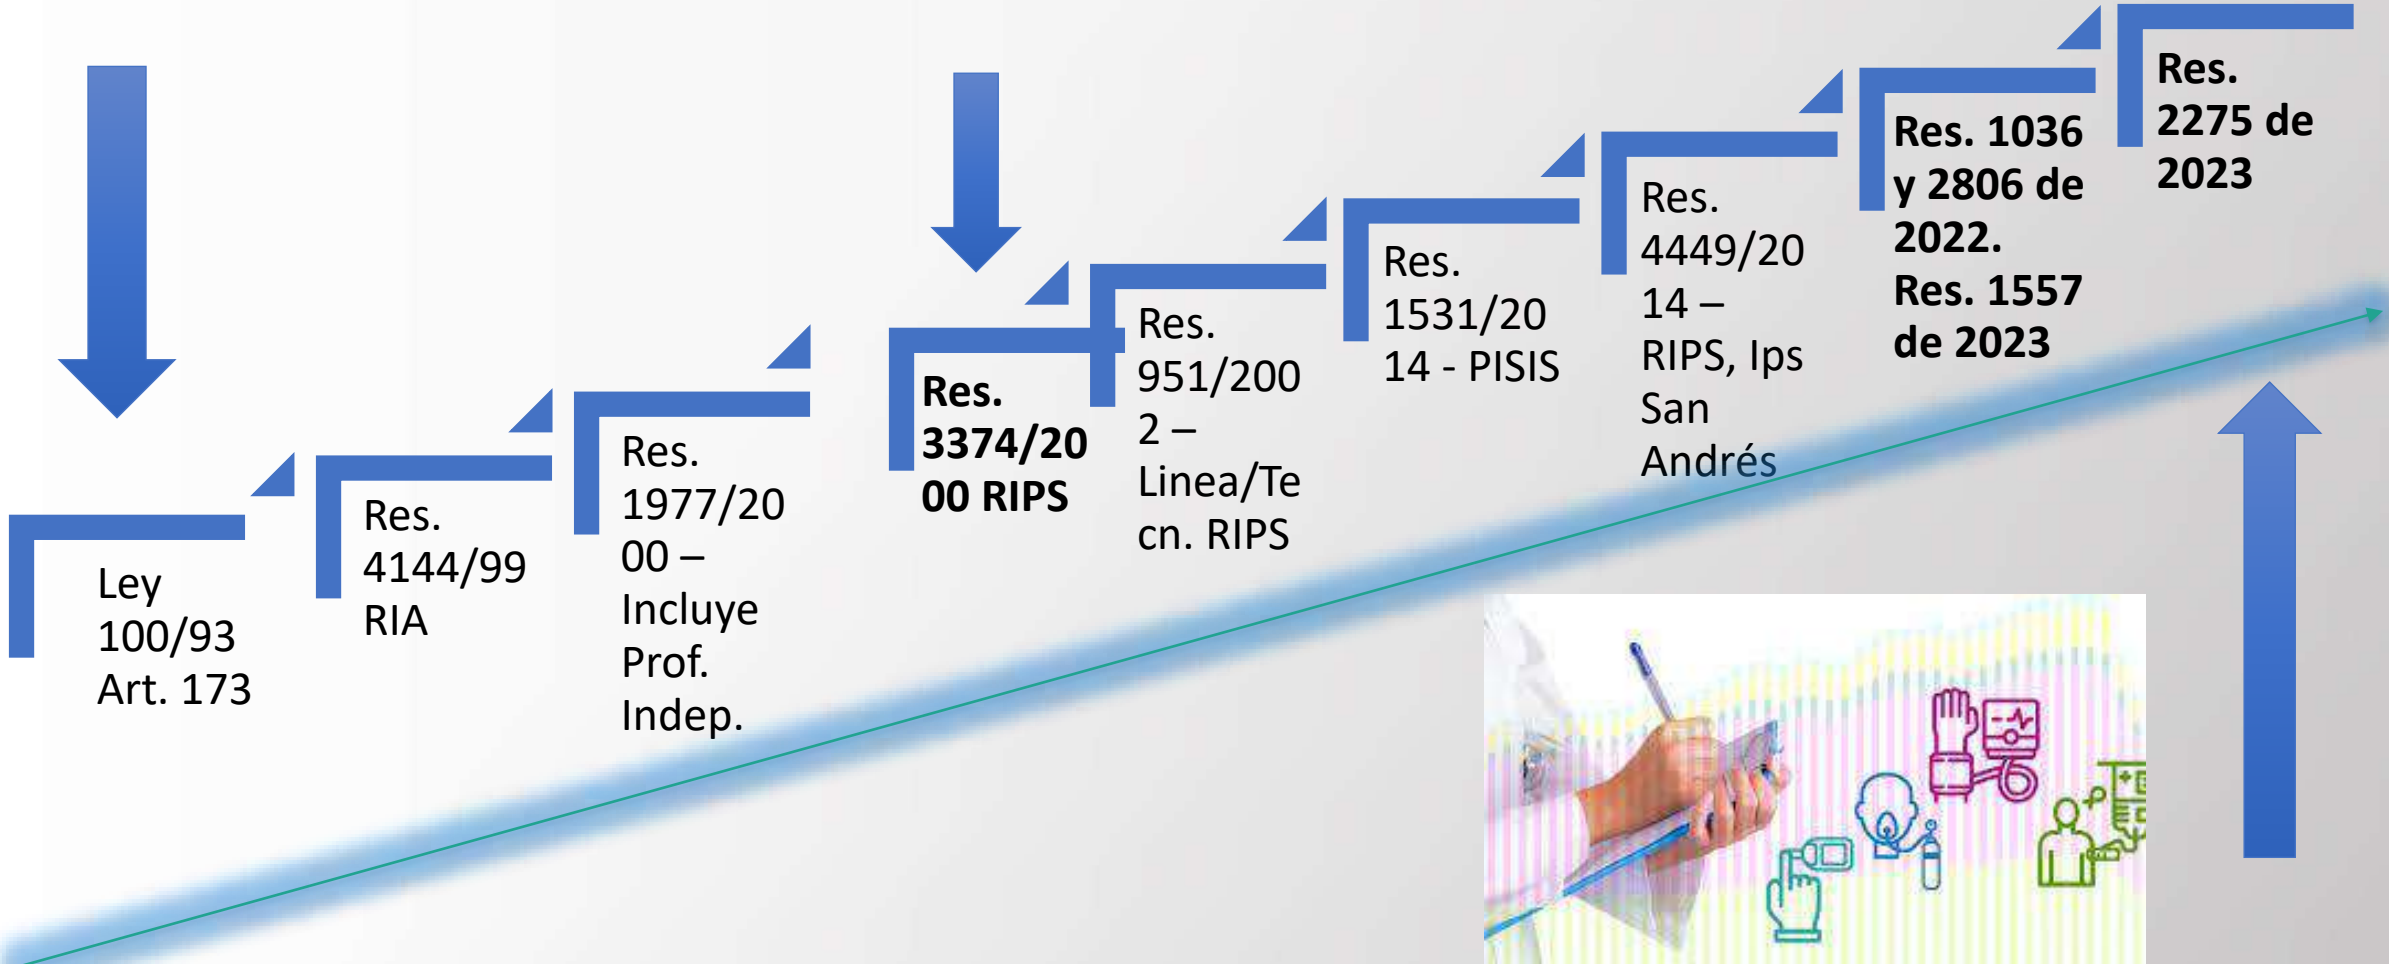 Ley
100/93
Art. 173
Res.
4144/99
RIA
Res.
1977/20
00 –
Incluye
Prof.
Indep.
Res.
3374/20
00 RIPS
Res.
951/200
2 –
Linea/Te
cn. RIPS
Res.
1531/20
14 - PISIS
Res.
4449/20
14 –
RIPS, Ips
San
Andrés
Res. 1036
y 2806 de
2022.
Res. 1557
de 2023
Res.
2275 de
2023